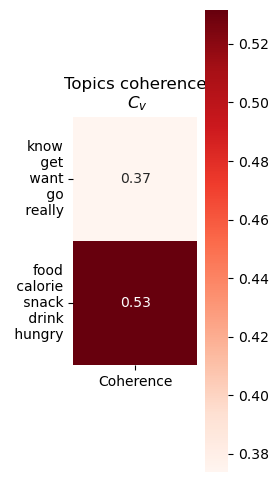 Topics coherence
C_v
know
get
want
go
really
0.37
food
calorie
snack
drink
hungry
0.53
Coherence
0.52
0.50
0.48
0.46
0.44
0.42
0.40
0.38